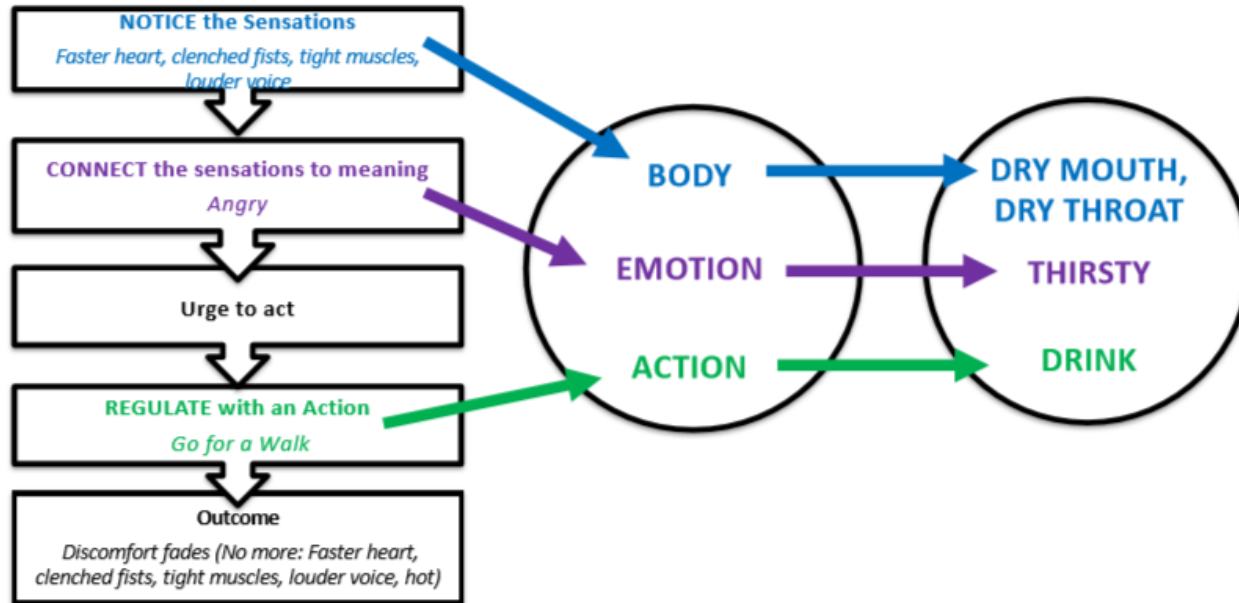 NOTICE the Sensations
Faster heart, clenched fists, tight muscles,
louder voice
CONNECT the sensations to meaning
Angry
Urge to act
REGULATE with an Action
Go for a Walk
Outcome
Discomfort fades (No more: Faster heart,
clenched fists, tight muscles, louder voice, hot)
BODY
EMOTION
ACTION
DRY MOUTH,
DRY THROAT
THIRSTY
DRINK